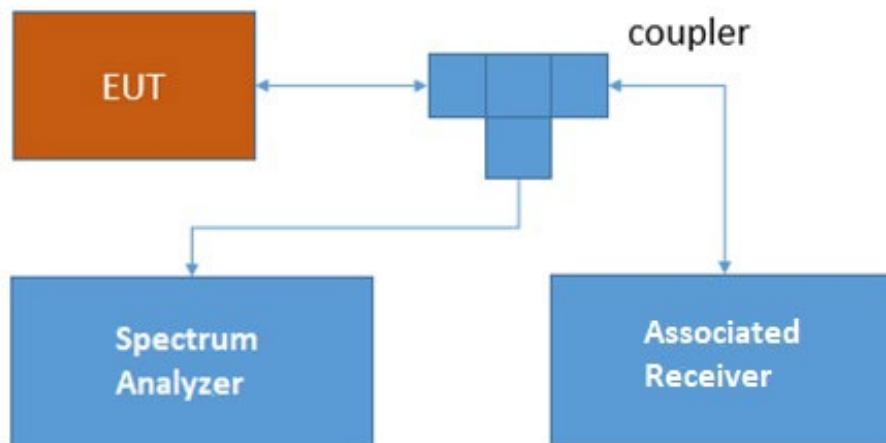 coupler
EUT
Spectrum
Analyzer
Associated
Receiver